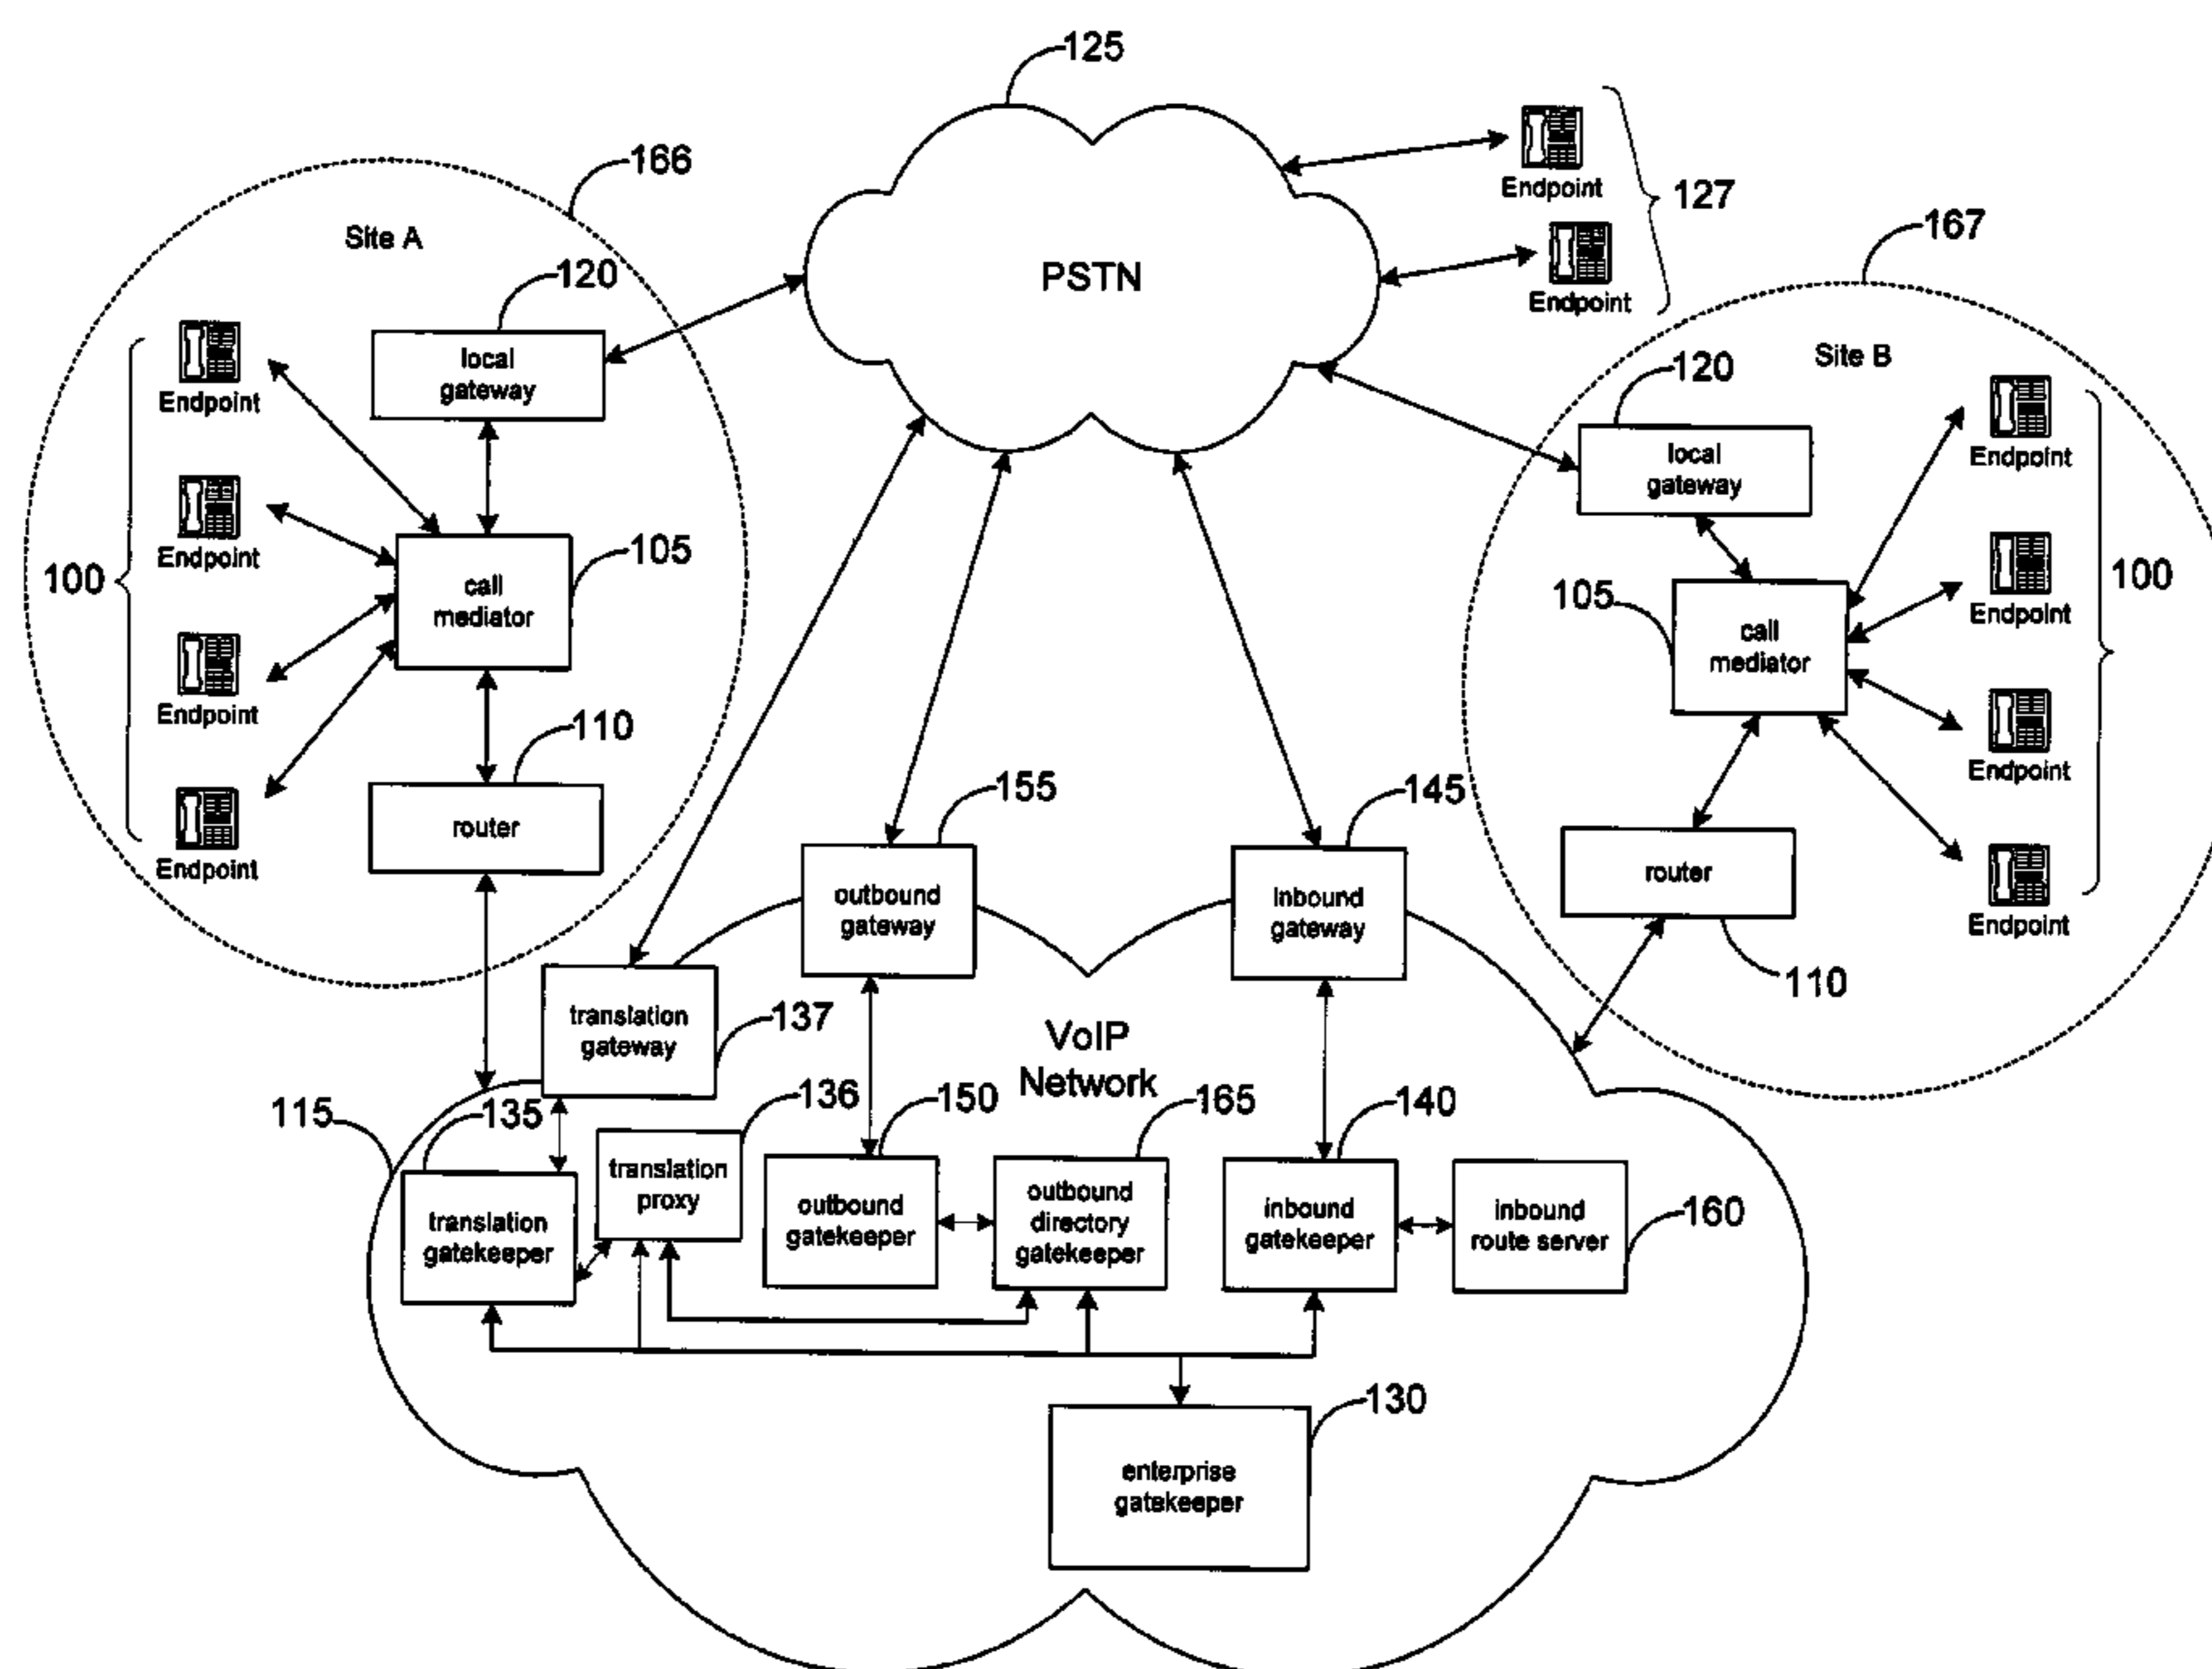 125
166
Site A
120
local
gateway
Endpoint
Endpoint
Endpoint
Endpoint
100
call
mediator
105
110
router
PSTN
Endpoint
Endpoint
127
167
Site B
120
local
gateway
105
call
mediator
Endpoint
Endpoint
Endpoint
Endpoint
100
router
110
155
outbound
gateway
145
inbound
gateway
translation
gateway
137
VoIP
Network
115
135
translation
gatekeeper
136
translation
proxy
150
outbound
gatekeeper
165
outbound
directory
gatekeeper
140
inbound
gatekeeper
inbound
route server
160
130
enterprise
gatekeeper